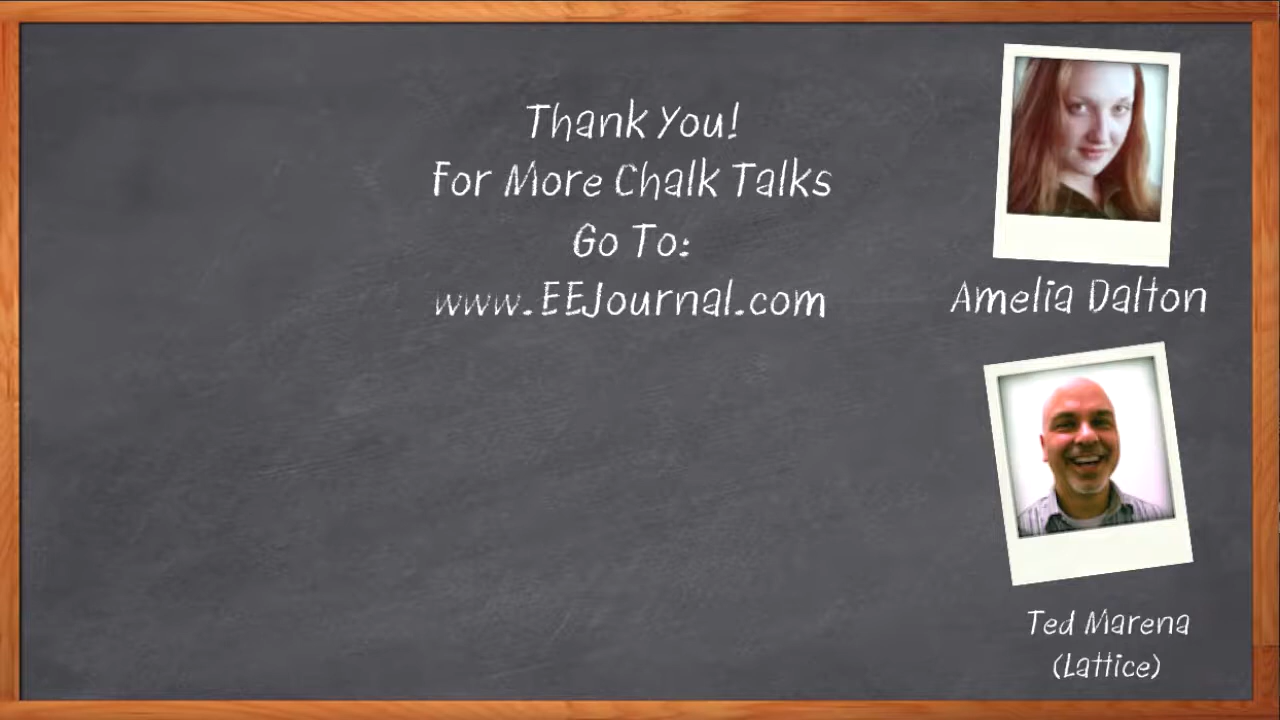 Thank You!
For More Chalk Talks
Go To:
www.EEJournal.com
Amelia Dalton
Ted Marena
(Lattice)